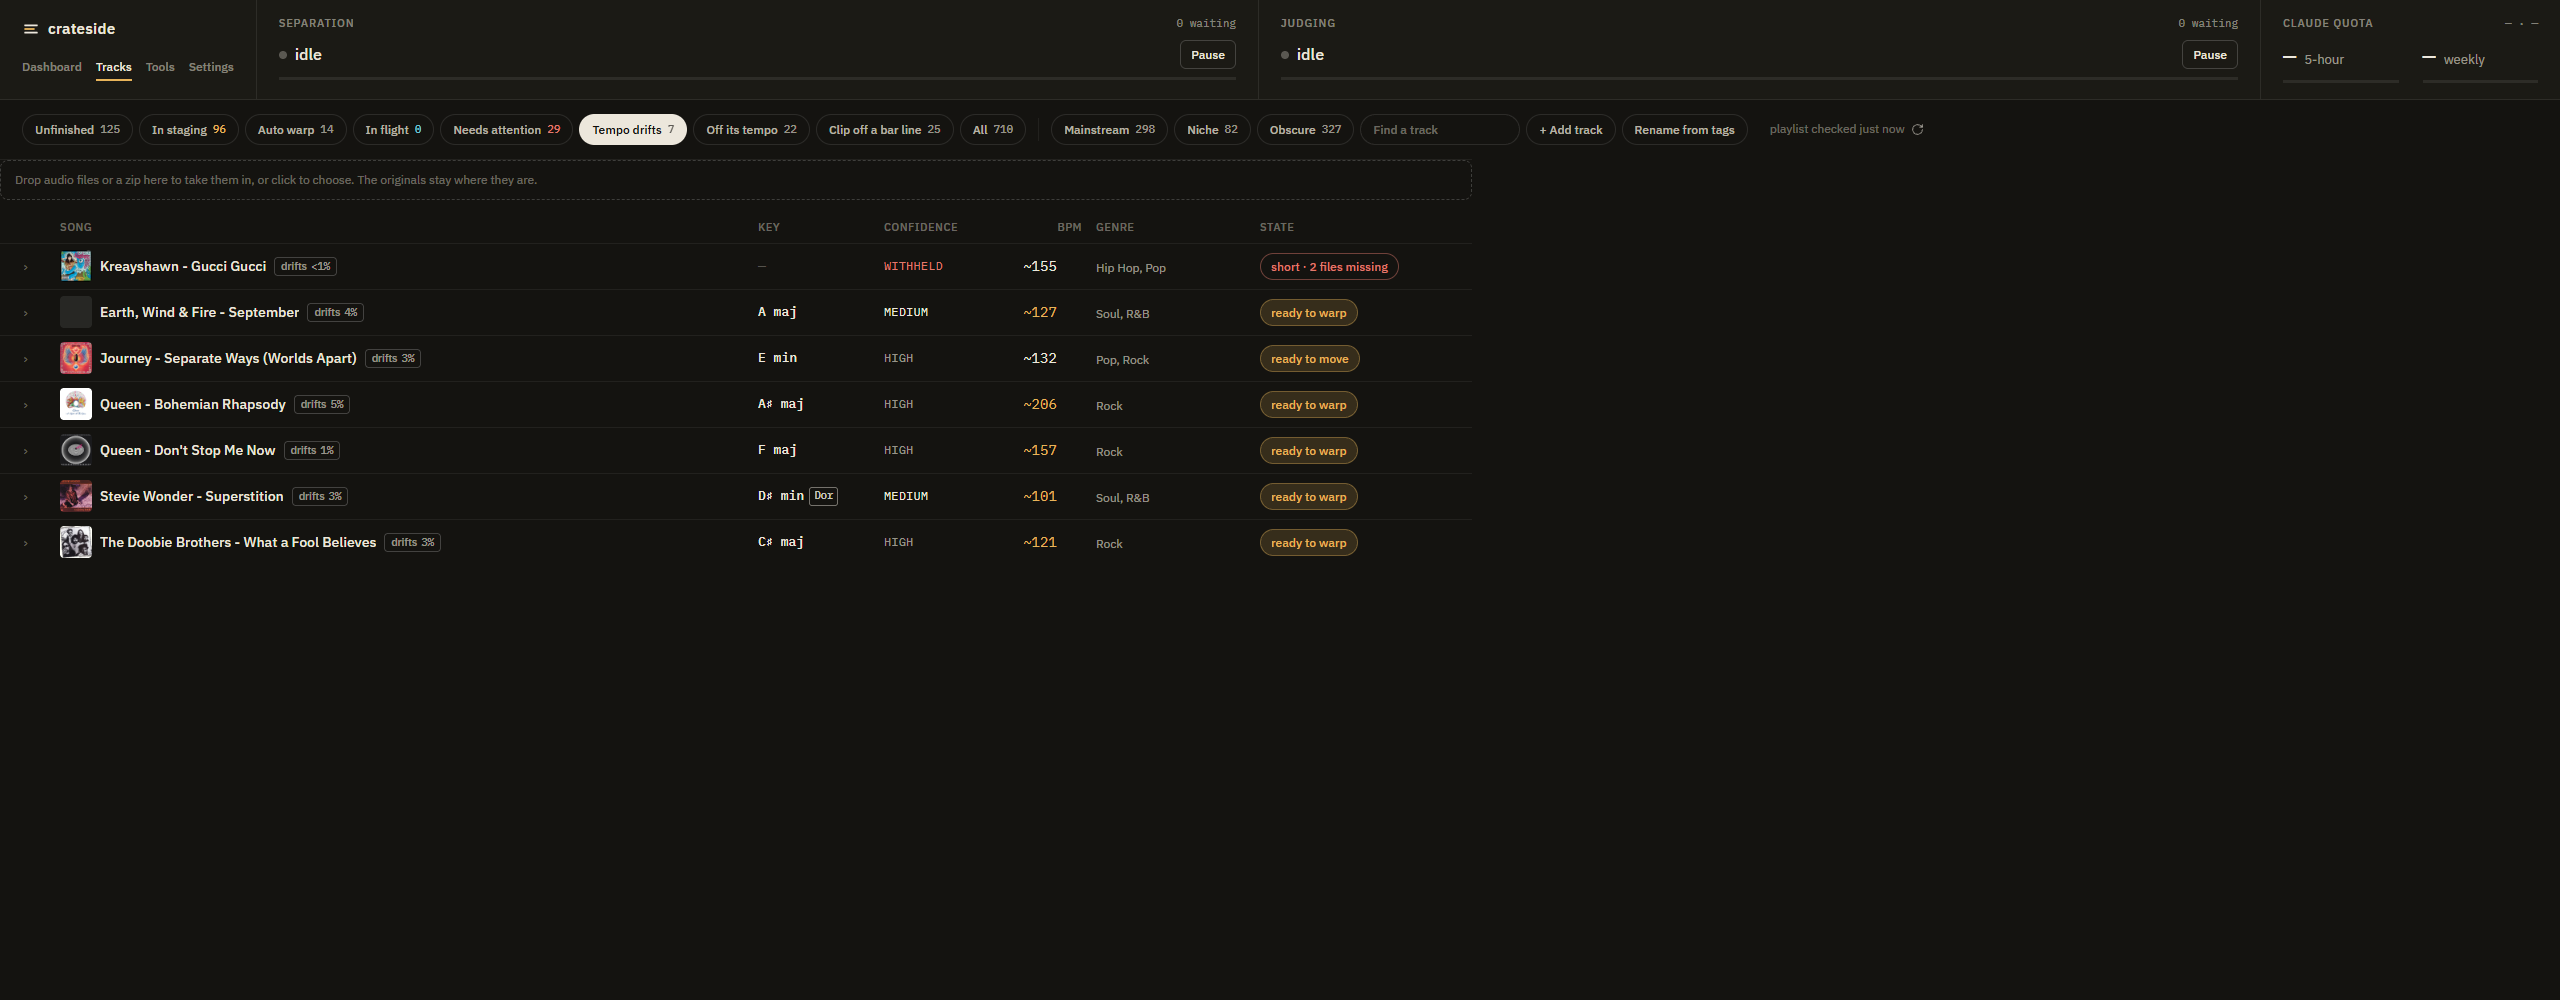 crateside
Dashboard Tracks Tools Settings
SEPARATION 0 waiting
idle Pause
JUDGING 0 waiting
idle Pause
CLAUDE QUOTA — · —
— 5-hour — weekly
Unfinished 125 In staging 96 Auto warp 14 In flight 0 Needs attention 29 Tempo drifts 7 Off its tempo 22 Clip off a bar line 25 All 710 Mainstream 298 Niche 82 Obscure 327 Find a track + Add track Rename from tags playlist checked just now
Drop audio files or a zip here to take them in, or click to choose. The originals stay where they are.
SONG KEY CONFIDENCE BPM GENRE STATE
› Kreayshawn - Gucci Gucci drifts <1% — WITHHELD ~155 Hip Hop, Pop short · 2 files missing
› Earth, Wind & Fire - September drifts 4% A maj MEDIUM ~127 Soul, R&B ready to warp
› Journey - Separate Ways (Worlds Apart) drifts 3% E min HIGH ~132 Pop, Rock ready to move
› Queen - Bohemian Rhapsody drifts 5% A♯ maj HIGH ~206 Rock ready to warp
› Queen - Don't Stop Me Now drifts 1% F maj HIGH ~157 Rock ready to warp
› Stevie Wonder - Superstition drifts 3% D♯ min Dor MEDIUM ~101 Soul, R&B ready to warp
› The Doobie Brothers - What a Fool Believes drifts 3% C♯ maj HIGH ~121 Rock ready to warp